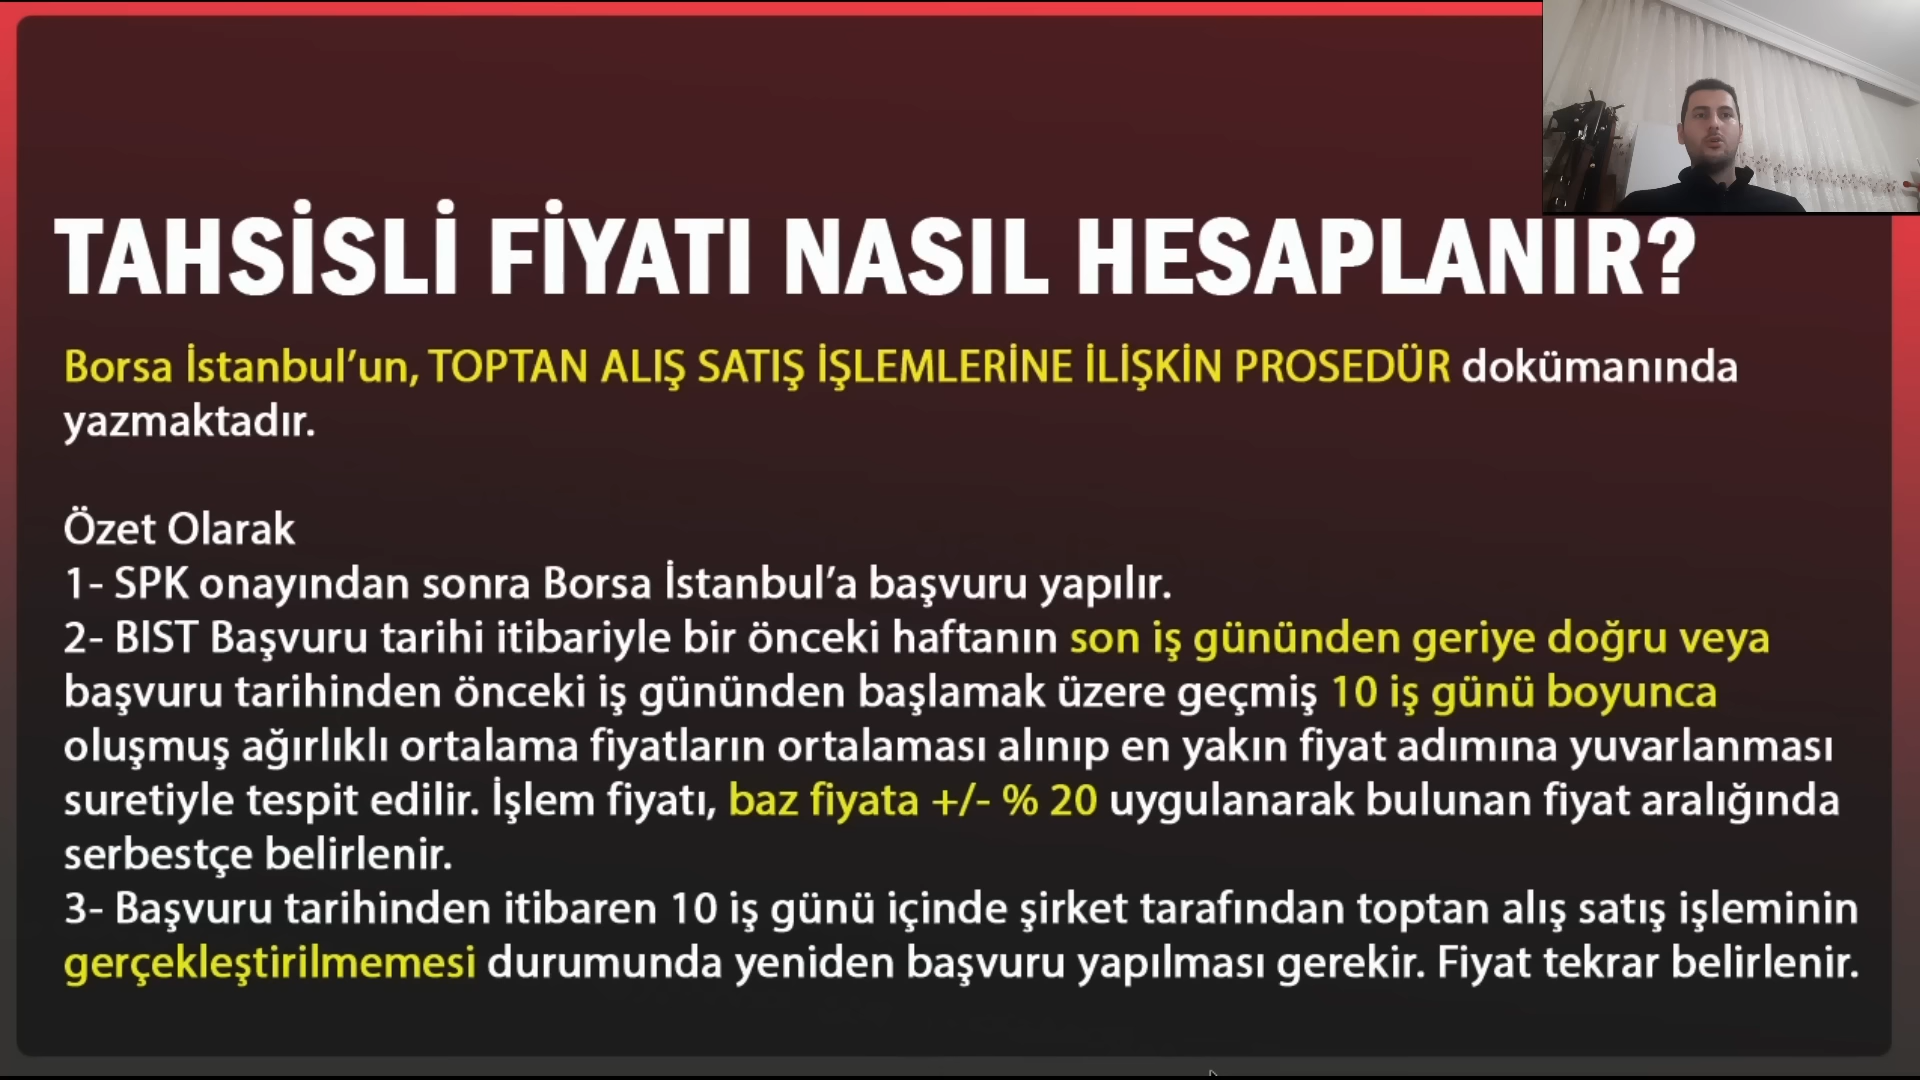 TAHSİSLİ FİYATI NASIL HESAPLANIR?
Borsa İstanbul’un, TOPTAN ALIŞ SATIŞ İŞLEMLERİNE İLİŞKİN PROSEDÜR dokümanında
yazmaktadır.
Özet Olarak
1- SPK onayından sonra Borsa İstanbul’a başvuru yapılır.
2- BIST Başvuru tarihi itibariyle bir önceki haftanın son iş gününden geriye doğru veya
başvuru tarihinden önceki iş gününden başlamak üzere geçmiş 10 iş günü boyunca
oluşmuş ağırlıklı ortalama fiyatların ortalaması alınıp en yakın fiyat adımına yuvarlanması
suretiyle tespit edilir. İşlem fiyatı, baz fiyata +/- % 20 uygulanarak bulunan fiyat aralığında
serbestçe belirlenir.
3- Başvuru tarihinden itibaren 10 iş günü içinde şirket tarafından toptan alış satış işleminin
gerçekleştirilmemesi durumunda yeniden başvuru yapılması gerekir. Fiyat tekrar belirlenir.